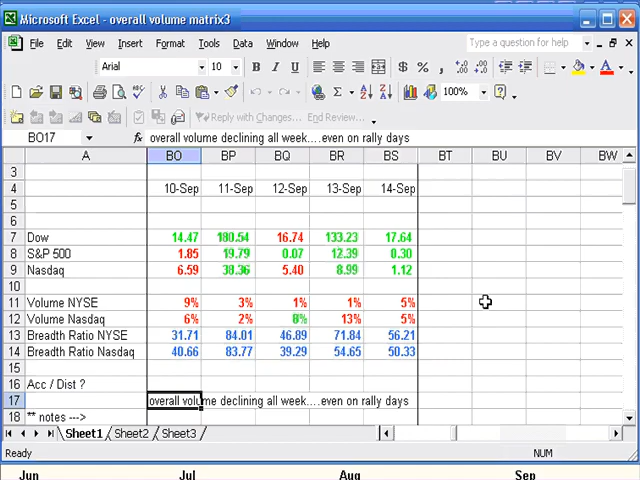 Microsoft Excel - overall volume matrix3
File Edit View Insert Format Tools Data Window Help Type a question for help
Arial 10 B I U $ % ,
Σ 100%
Reply with Changes... End Review...
BO17 fx overall volume declining all week....even on rally days
A BO BP BQ BR BS BT BU BV BW
3
4 10-Sep 11-Sep 12-Sep 13-Sep 14-Sep
5
6
7 Dow 14.47 180.54 16.74 133.23 17.64
8 S&P 500 1.85 19.79 0.07 12.39 0.30
9 Nasdaq 6.59 38.36 5.40 8.99 1.12
10
11 Volume NYSE 9% 3% 1% 1% 5%
12 Volume Nasdaq 6% 2% 8% 13% 5%
13 Breadth Ratio NYSE 31.71 84.01 46.89 71.84 56.21
14 Breadth Ratio Nasdaq 40.66 83.77 39.29 54.65 50.33
15
16 Acc / Dist ?
17 overall volume declining all week....even on rally days
18 ** notes --->
Sheet1 Sheet2 Sheet3
Ready NUM
Jun Jul Aug Sep